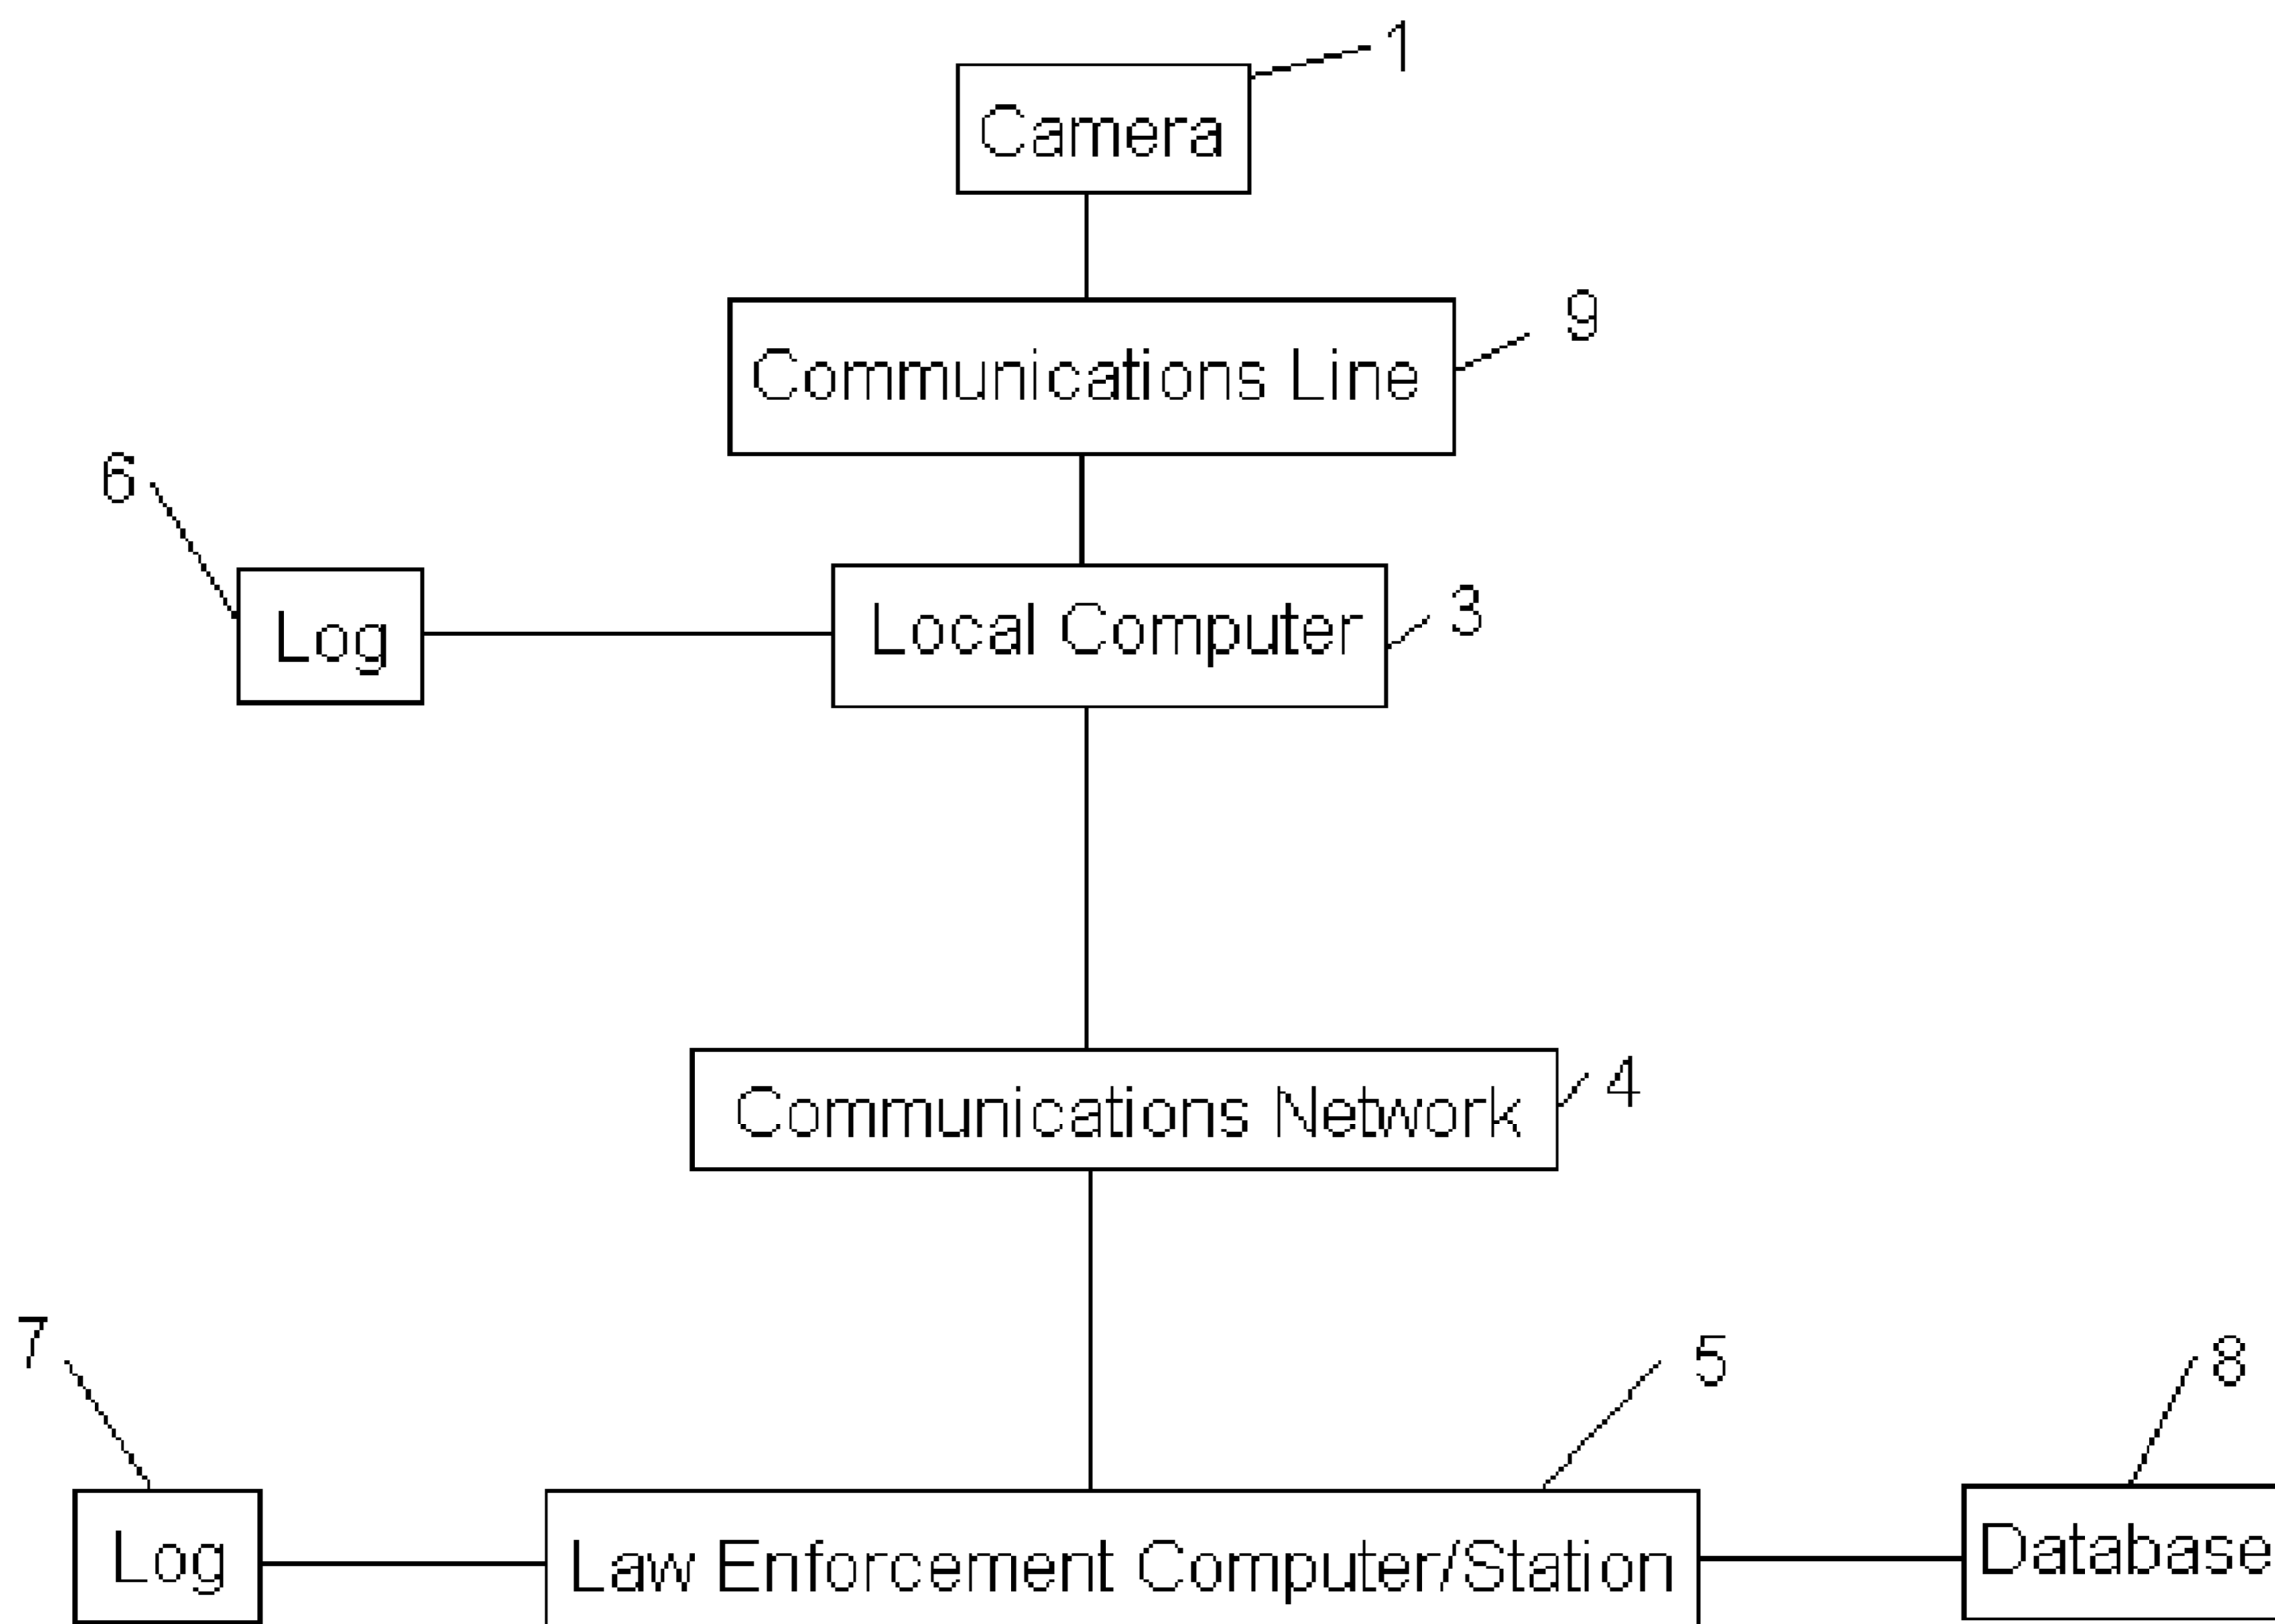 1
Camera
9
Communications Line
6
Log
Local Computer
3
Communications Network
4
7
5
8
Log
Law Enforcement Computer/Station
Database